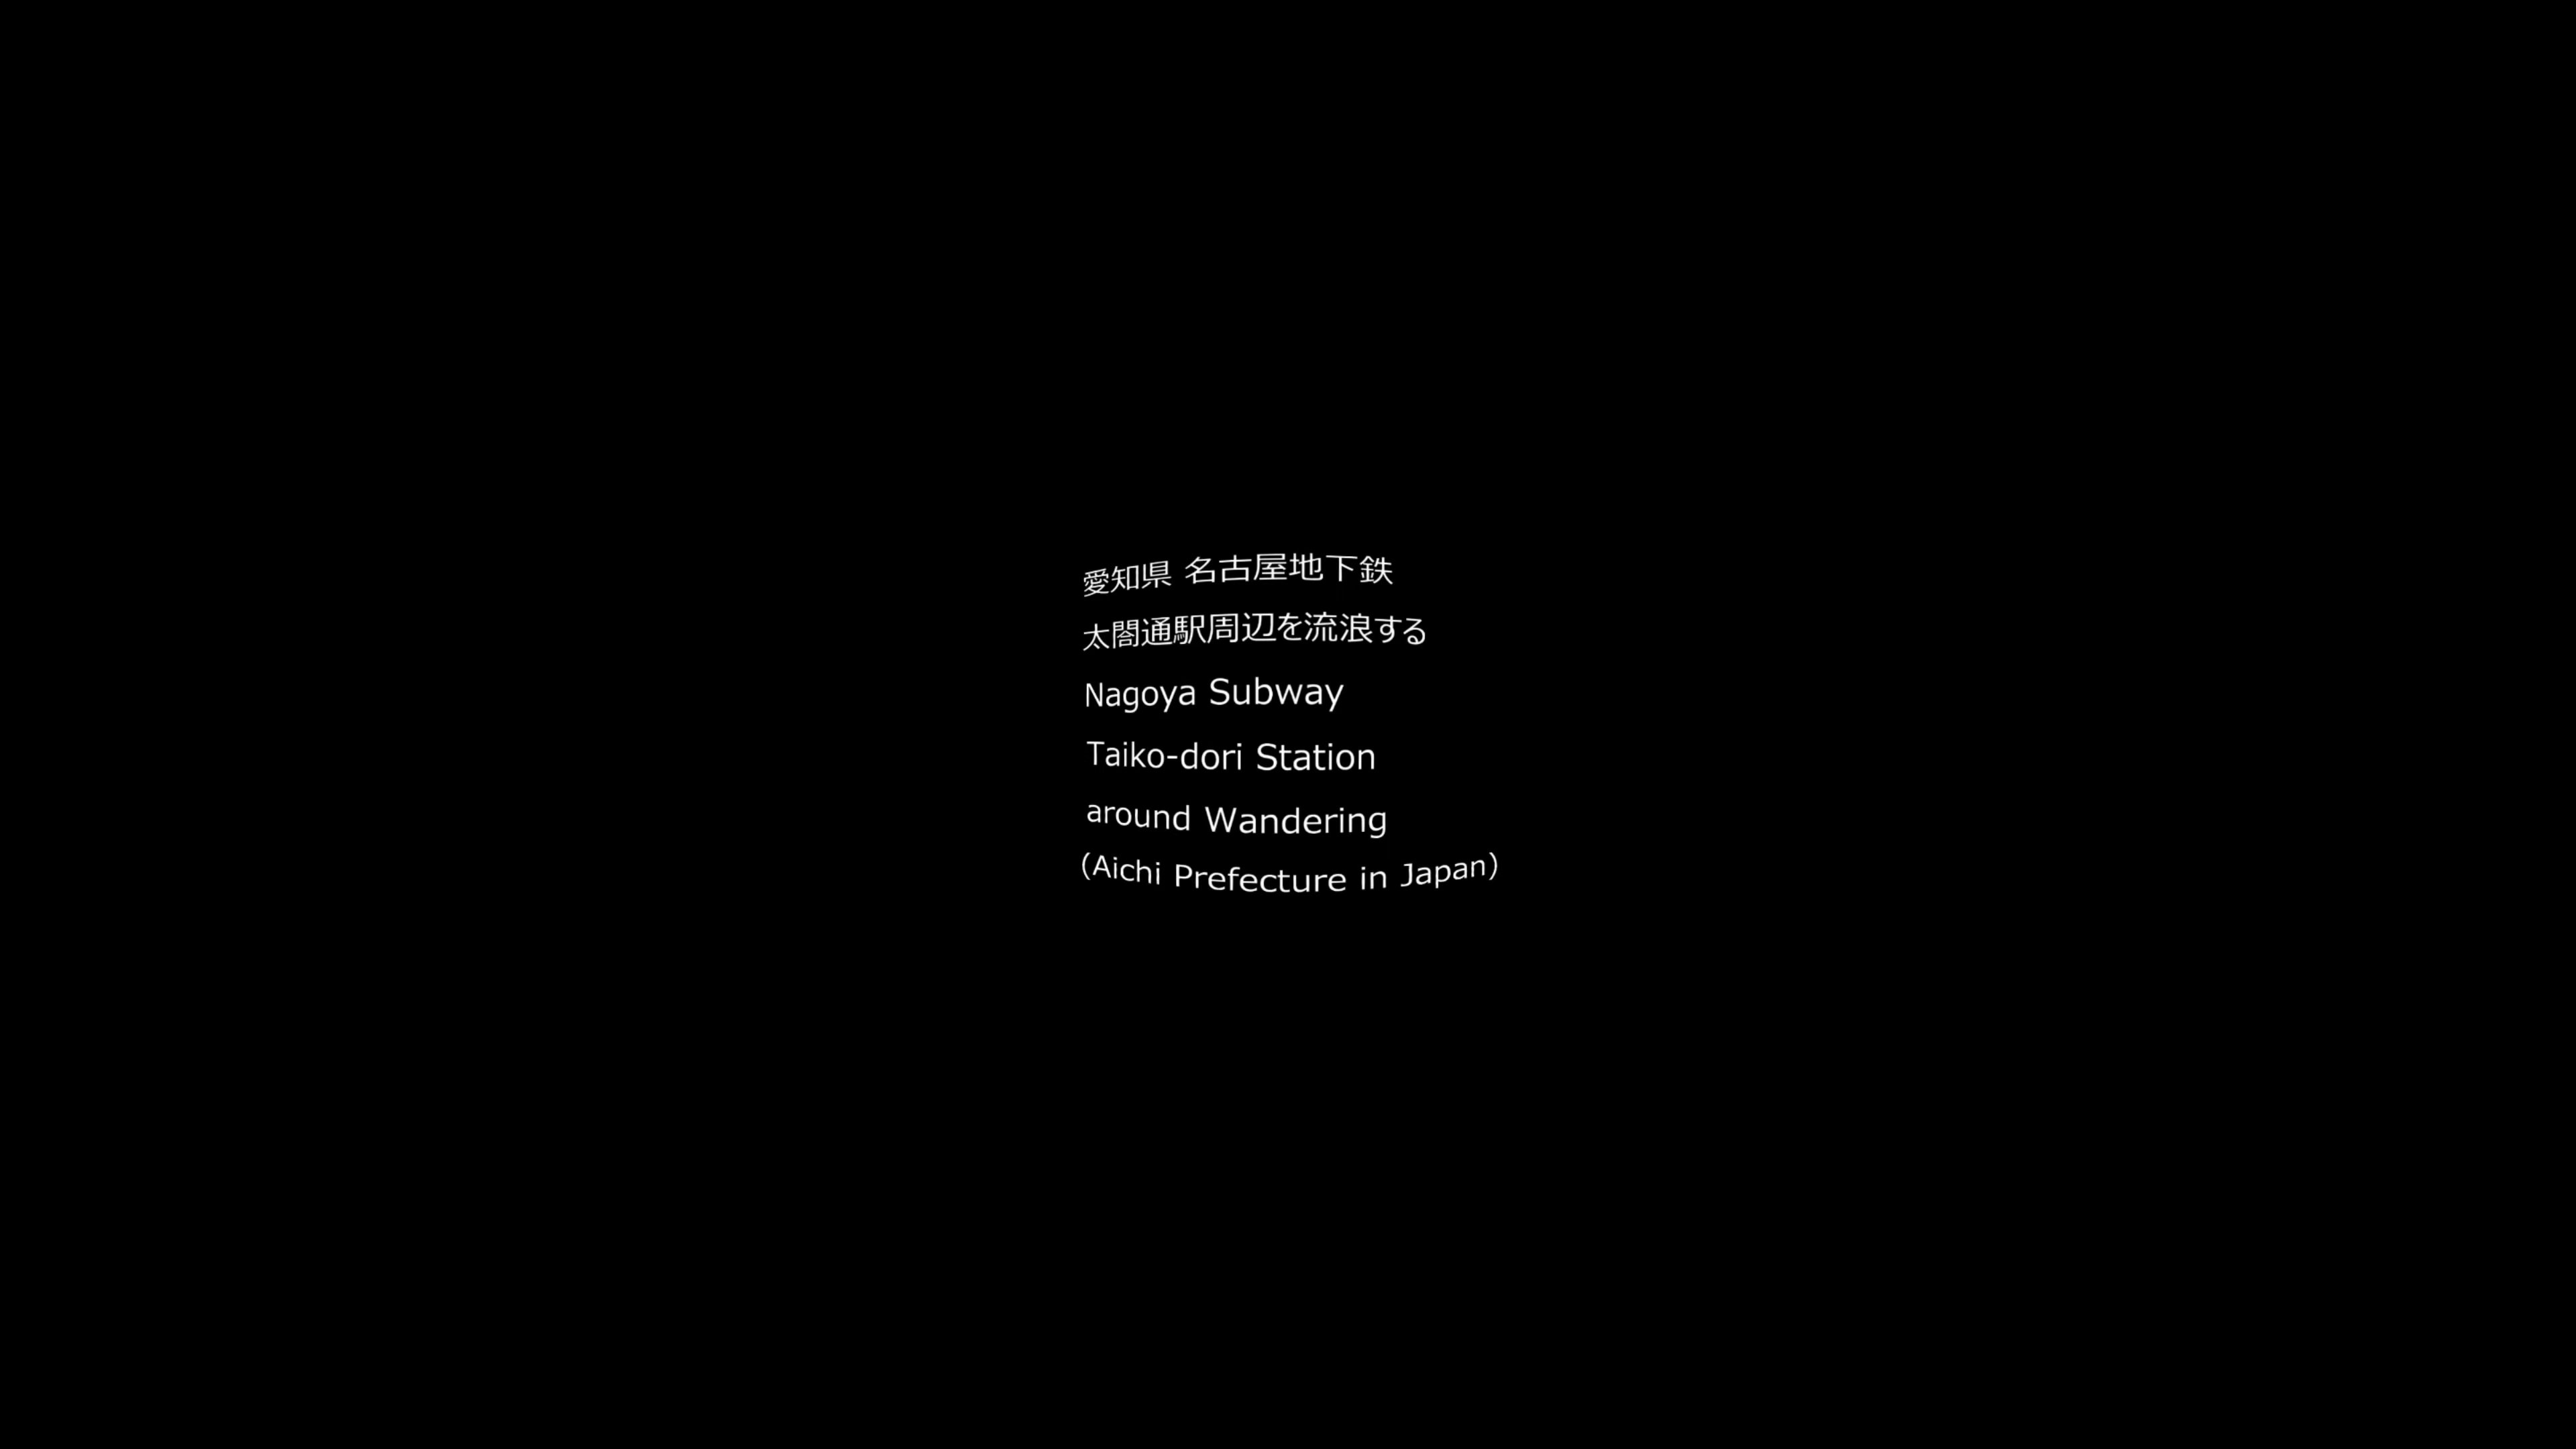 愛知県 名古屋地下鉄
太閤通駅周辺を流浪する
Nagoya Subway
Taiko-dori Station
around Wandering
(Aichi Prefecture in Japan)